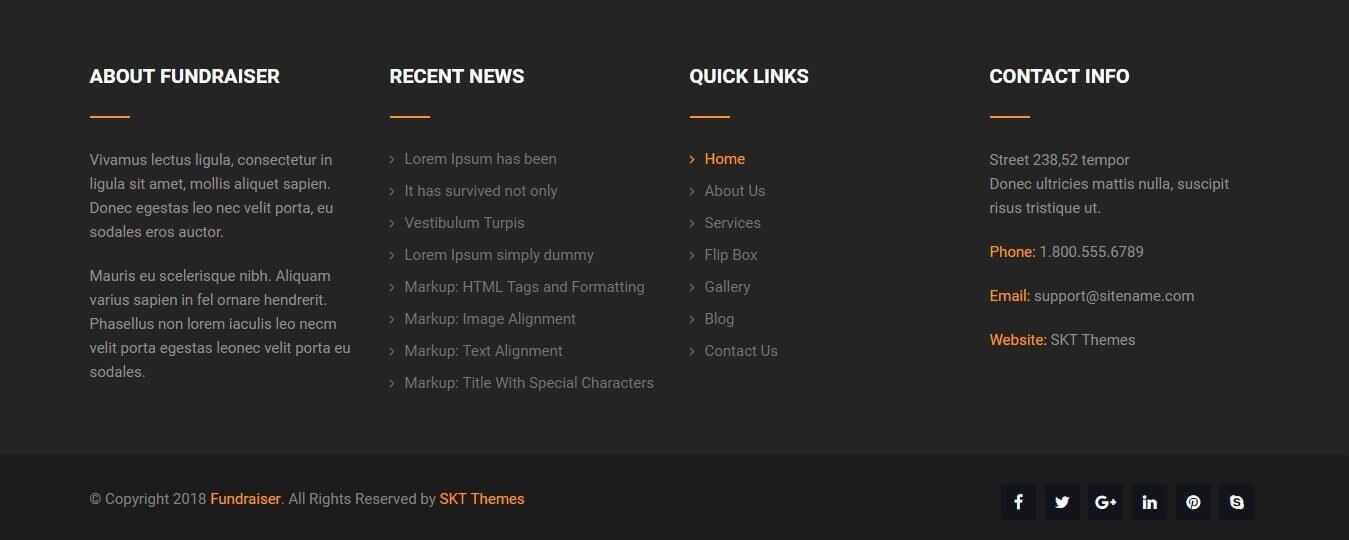 ABOUT FUNDRAISER
Vivamus lectus ligula, consectetur in
ligula sit amet, mollis aliquet sapien.
Donec egestas leo nec velit porta, eu
sodales eros auctor.
Mauris eu scelerisque nibh. Aliquam
varius sapien in fel ornare hendrerit.
Phasellus non lorem iaculis leo necm
velit porta egestas leonec velit porta eu
sodales.
RECENT NEWS
Lorem Ipsum has been
It has survived not only
Vestibulum Turpis
Lorem Ipsum simply dummy
Markup: HTML Tags and Formatting
Markup: Image Alignment
Markup: Text Alignment
Markup: Title With Special Characters
QUICK LINKS
Home
About Us
Services
Flip Box
Gallery
Blog
Contact Us
CONTACT INFO
Street 238,52 tempor
Donec ultricies mattis nulla, suscipit
risus tristique ut.
Phone: 1.800.555.6789
Email: support@sitename.com
Website: SKT Themes
© Copyright 2018 Fundraiser. All Rights Reserved by SKT Themes